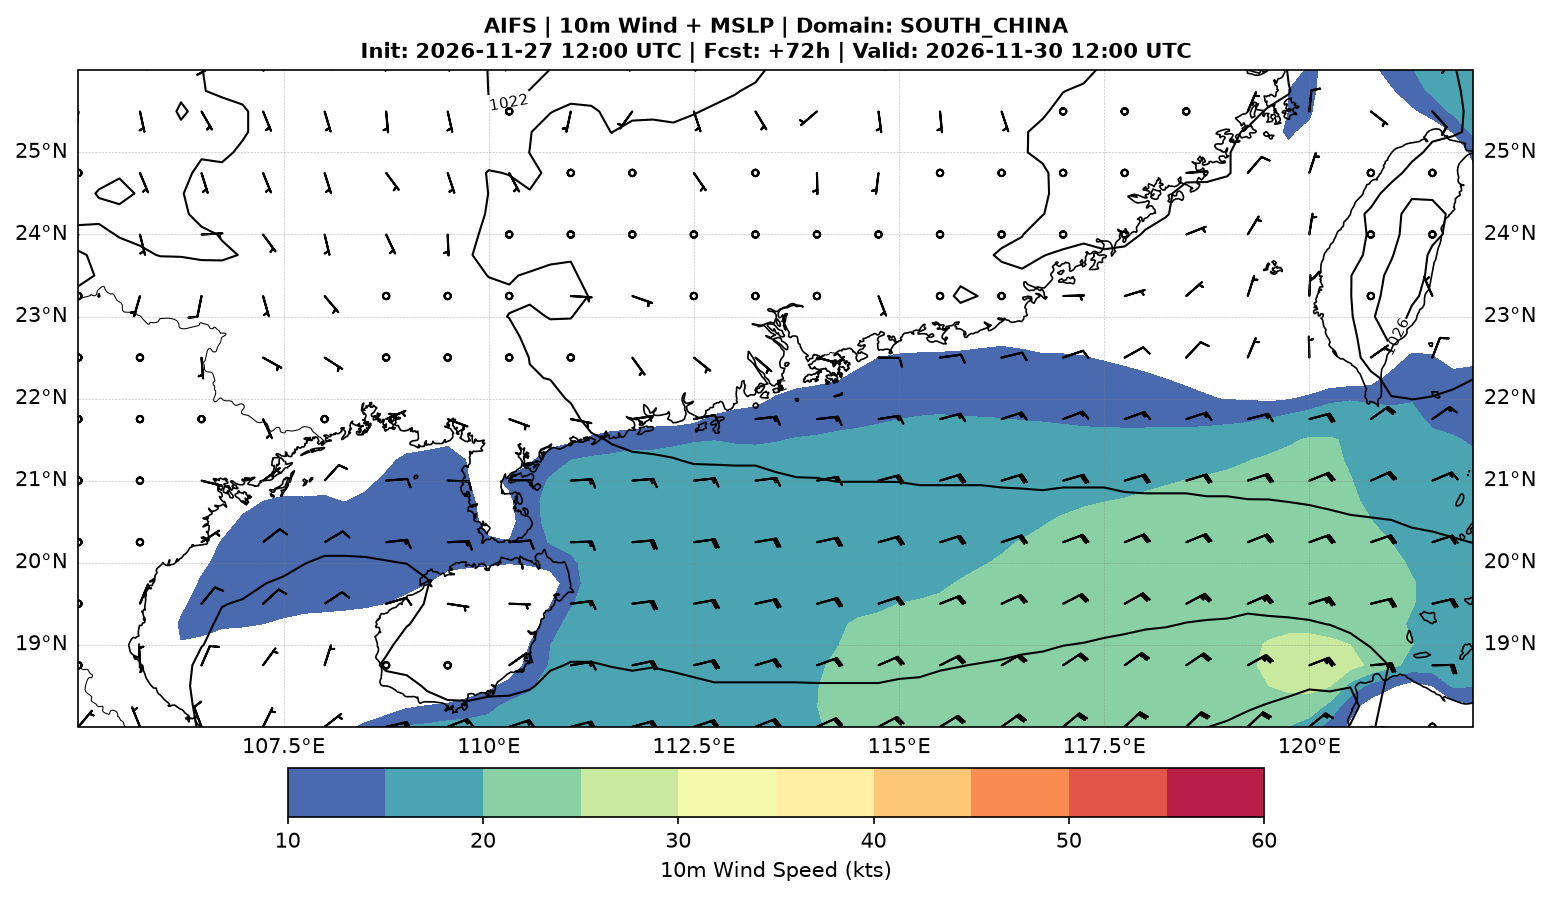 AIFS | 10m Wind + MSLP | Domain: SOUTH_CHINA
Init: 2026-11-27 12:00 UTC | Fcst: +72h | Valid: 2026-11-30 12:00 UTC
1022
25°N 25°N
24°N 24°N
23°N 23°N
1026
22°N 22°N
21°N 21°N
20°N 20°N
19°N 19°N
107.5°E 110°E 112.5°E 115°E 117.5°E 120°E
10 20 30 40 50 60
10m Wind Speed (kts)